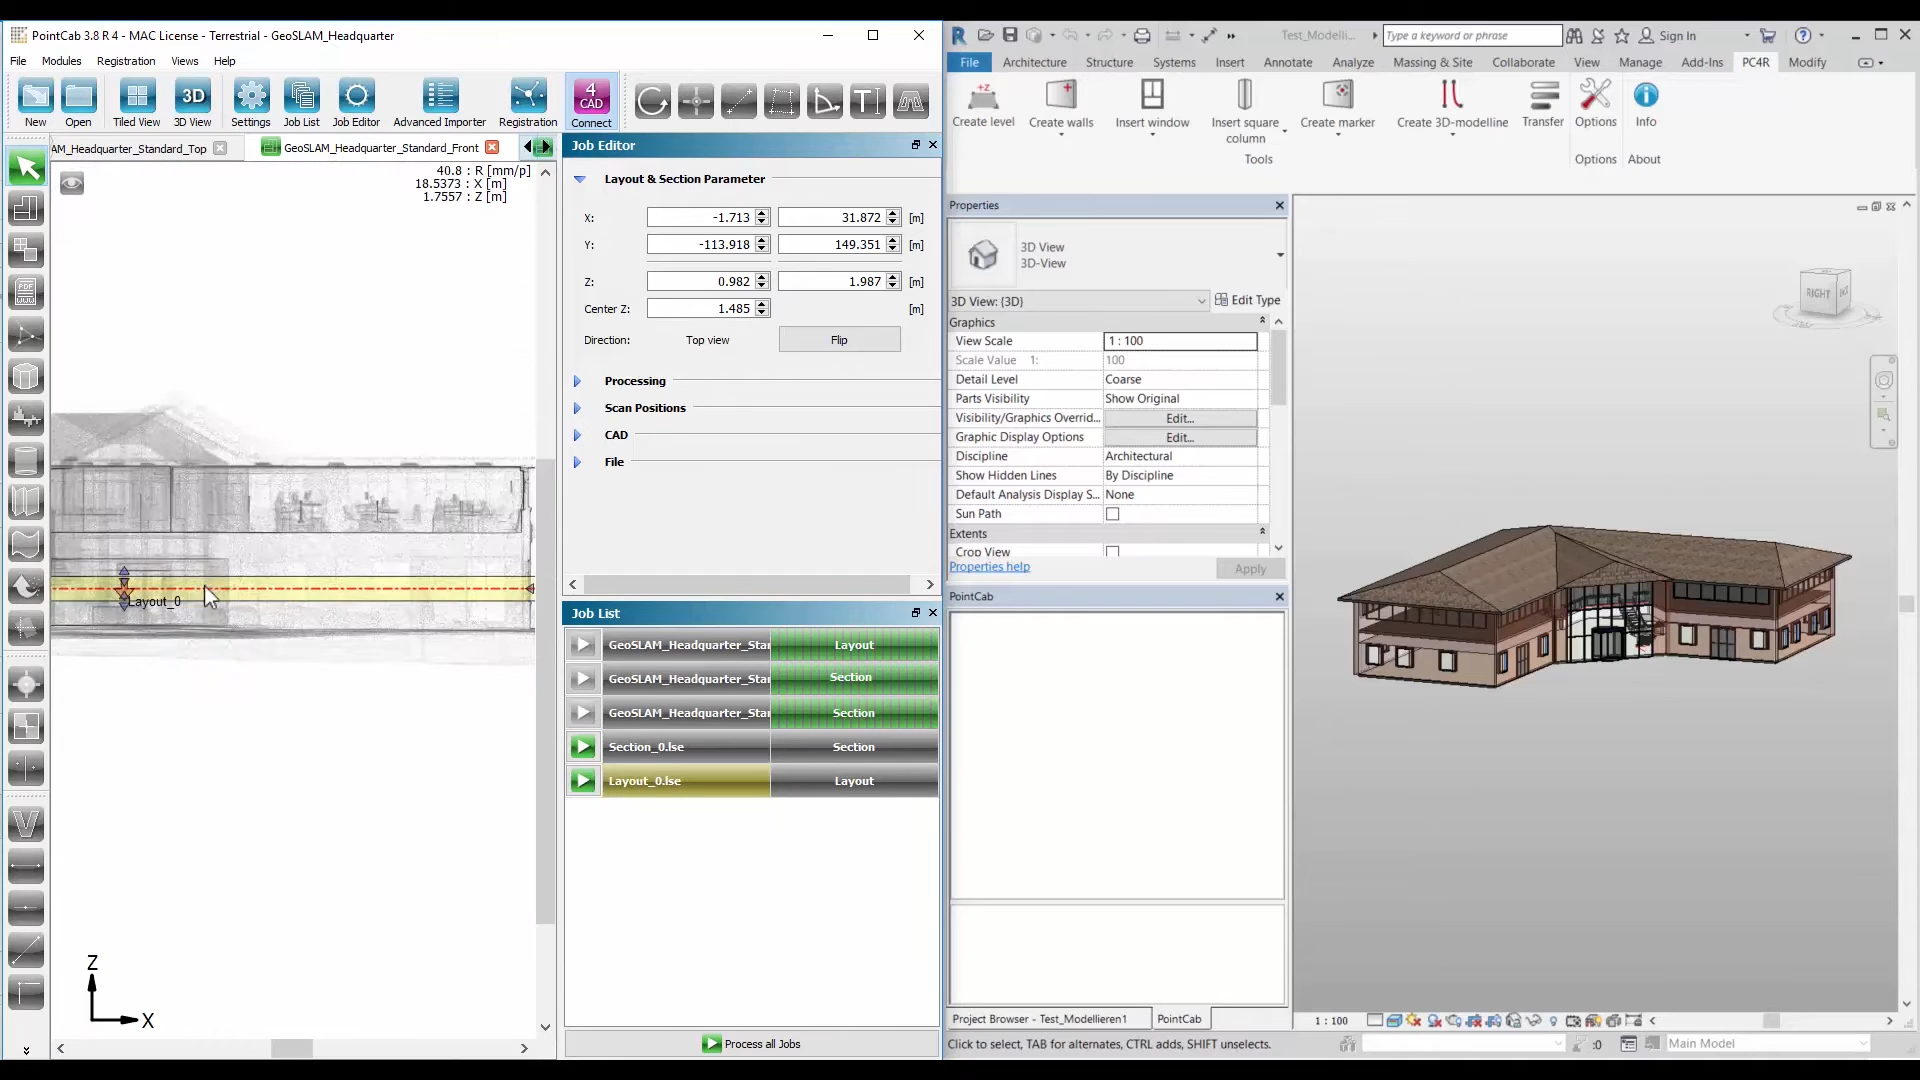 PointCab 3.8 R 4 - MAC License - Terrestrial - GeoSLAM_Headquarter
File Modules Registration Views Help
New Open Tiled View 3D 3D View Settings Job List Job Editor Advanced Importer Registration 4 CAD Connect
AM_Headquarter_Standard_Top GeoSLAM_Headquarter_Standard_Front
40.8 : R [mm/p]
18.5373 : X [m]
1.7557 : Z [m]
PDF
Layout_0
Z
X
Job Editor
Layout & Section Parameter
X: -1.713 31.872 [m]
Y: -113.918 149.351 [m]
Z: 0.982 1.987 [m]
Center Z: 1.485 [m]
Direction: Top view Flip
Processing
Scan Positions
CAD
File
Job List
GeoSLAM_Headquarter_Star Layout
GeoSLAM_Headquarter_Star Section
GeoSLAM_Headquarter_Star Section
Section_0.lse Section
Layout_0.lse Layout
Process all Jobs
Test_Modelli... Type a keyword or phrase Sign In
File Architecture Structure Systems Insert Annotate Analyze Massing & Site Collaborate View Manage Add-Ins PC4R Modify
Create level Create walls Insert window Insert square column Create marker Create 3D-modelline Transfer Options Info
Tools Options About
Properties
3D View
3D-View
3D View: {3D} Edit Type
Graphics
View Scale 1 : 100
Scale Value 1: 100
Detail Level Coarse
Parts Visibility Show Original
Visibility/Graphics Overrid... Edit...
Graphic Display Options Edit...
Discipline Architectural
Show Hidden Lines By Discipline
Default Analysis Display S... None
Sun Path
Extents
Crop View
Properties help Apply
PointCab
Project Browser - Test_Modellieren1 PointCab
RIGHT
1 : 100
Click to select, TAB for alternates, CTRL adds, SHIFT unselects. :0 Main Model